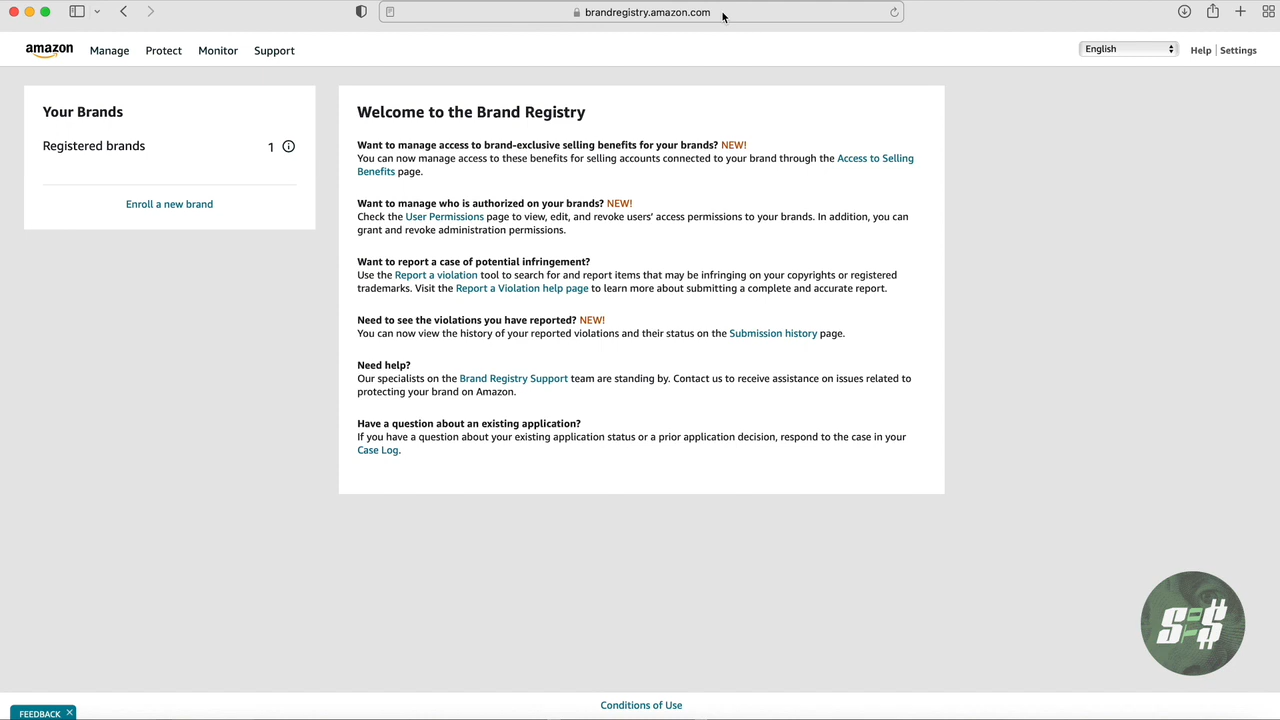 brandregistry.amazon.com
amazon
Manage
Protect
Monitor
Support
English
Help
Settings
Your Brands
Registered brands
1
Enroll a new brand
Welcome to the Brand Registry
Want to manage access to brand-exclusive selling benefits for your brands? NEW!
You can now manage access to these benefits for selling accounts connected to your brand through the Access to Selling
Benefits page.
Want to manage who is authorized on your brands? NEW!
Check the User Permissions page to view, edit, and revoke users' access permissions to your brands. In addition, you can
grant and revoke administration permissions.
Want to report a case of potential infringement?
Use the Report a violation tool to search for and report items that may be infringing on your copyrights or registered
trademarks. Visit the Report a Violation help page to learn more about submitting a complete and accurate report.
Need to see the violations you have reported? NEW!
You can now view the history of your reported violations and their status on the Submission history page.
Need help?
Our specialists on the Brand Registry Support team are standing by. Contact us to receive assistance on issues related to
protecting your brand on Amazon.
Have a question about an existing application?
If you have a question about your existing application status or a prior application decision, respond to the case in your
Case Log.
S=$
Conditions of Use
FEEDBACK